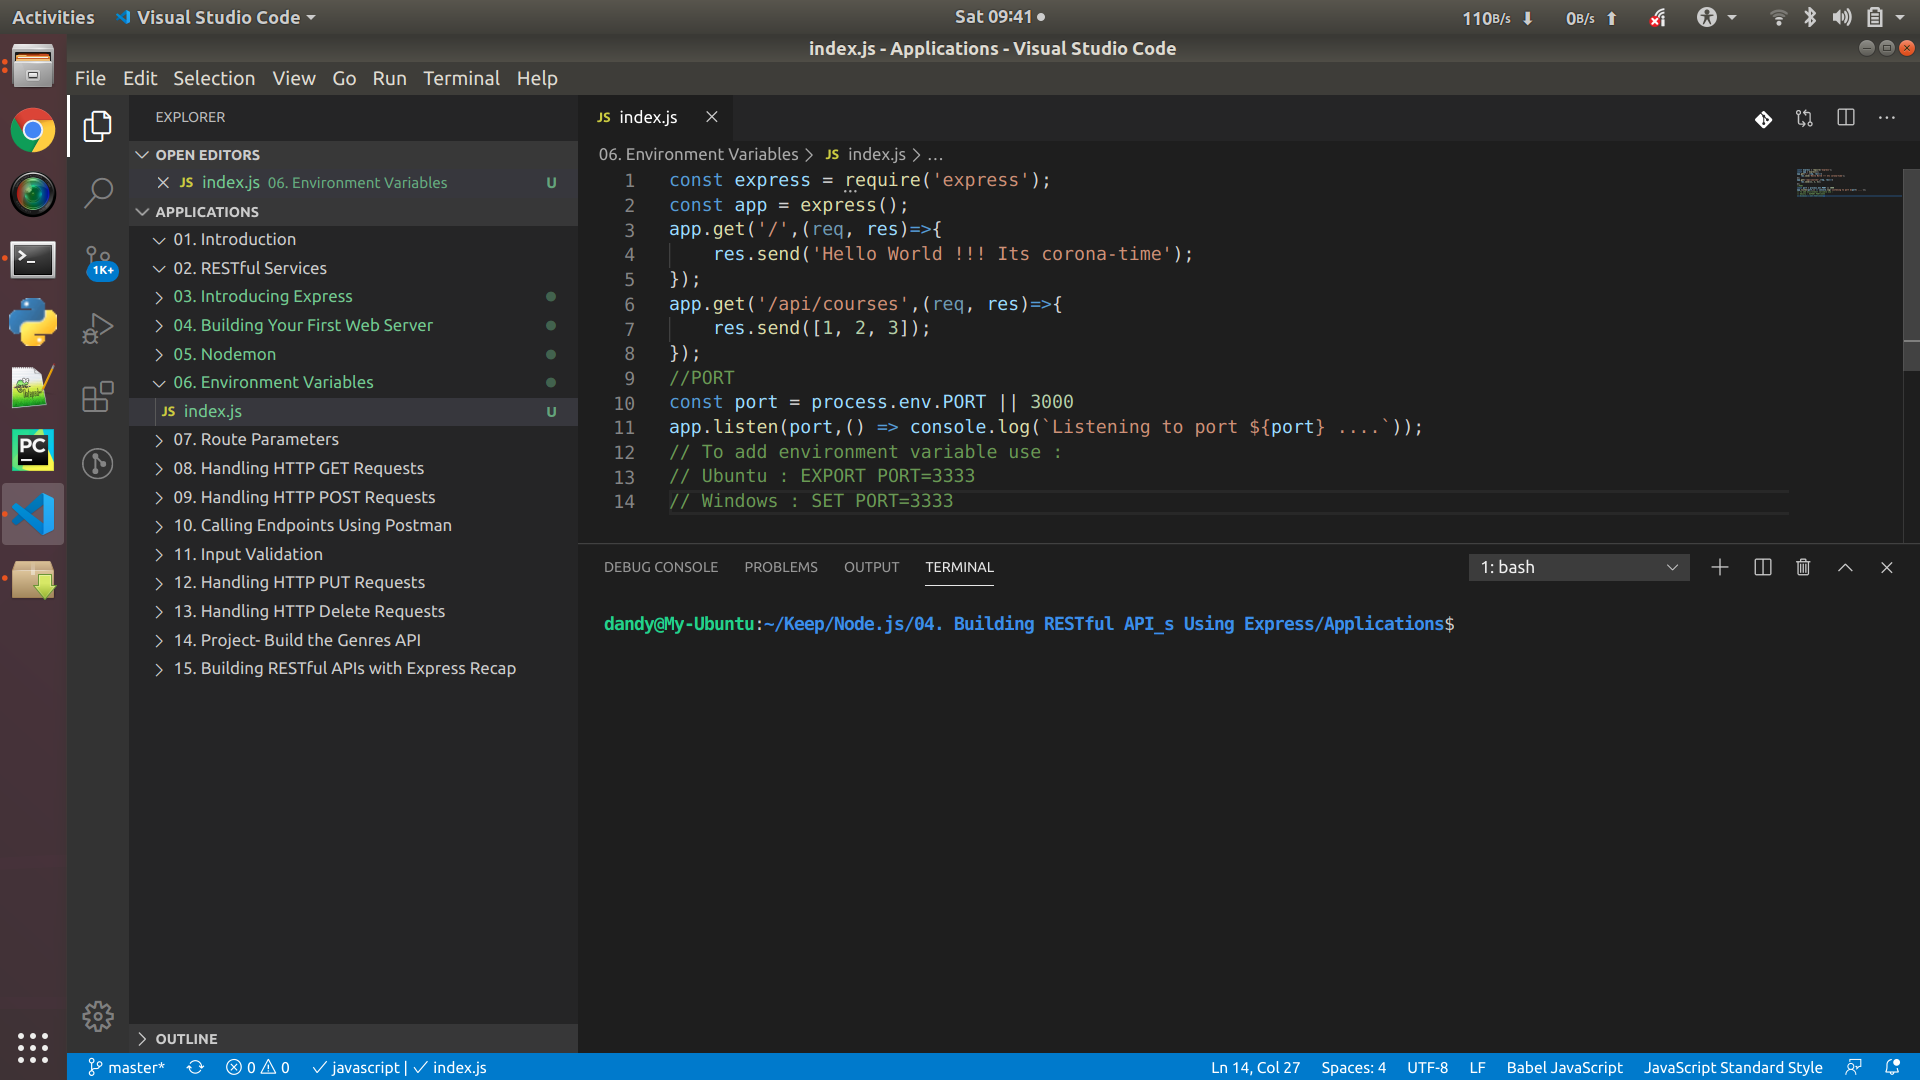 Activities Visual Studio Code Sat 09:41 110B/s 0B/s
index.js - Applications - Visual Studio Code
File Edit Selection View Go Run Terminal Help
EXPLORER
OPEN EDITORS
JS index.js 06. Environment Variables U
APPLICATIONS
01. Introduction
02. RESTful Services
03. Introducing Express
04. Building Your First Web Server
05. Nodemon
06. Environment Variables
JS index.js U
07. Route Parameters
08. Handling HTTP GET Requests
09. Handling HTTP POST Requests
10. Calling Endpoints Using Postman
11. Input Validation
12. Handling HTTP PUT Requests
13. Handling HTTP Delete Requests
14. Project- Build the Genres API
15. Building RESTful APIs with Express Recap
OUTLINE
1K+
PC
JS index.js
06. Environment Variables > JS index.js > ...
1 const express = require('express');
2 const app = express();
3 app.get('/',(req, res)=>{
4     res.send('Hello World !!! Its corona-time');
5 });
6 app.get('/api/courses',(req, res)=>{
7     res.send([1, 2, 3]);
8 });
9 //PORT
10 const port = process.env.PORT || 3000
11 app.listen(port,() => console.log(`Listening to port ${port} ....`));
12 // To add environment variable use :
13 // Ubuntu : EXPORT PORT=3333
14 // Windows : SET PORT=3333
DEBUG CONSOLE PROBLEMS OUTPUT TERMINAL 1: bash
dandy@My-Ubuntu:~/Keep/Node.js/04. Building RESTful API_s Using Express/Applications$
master* 0 0 javascript | index.js Ln 14, Col 27 Spaces: 4 UTF-8 LF Babel JavaScript JavaScript Standard Style